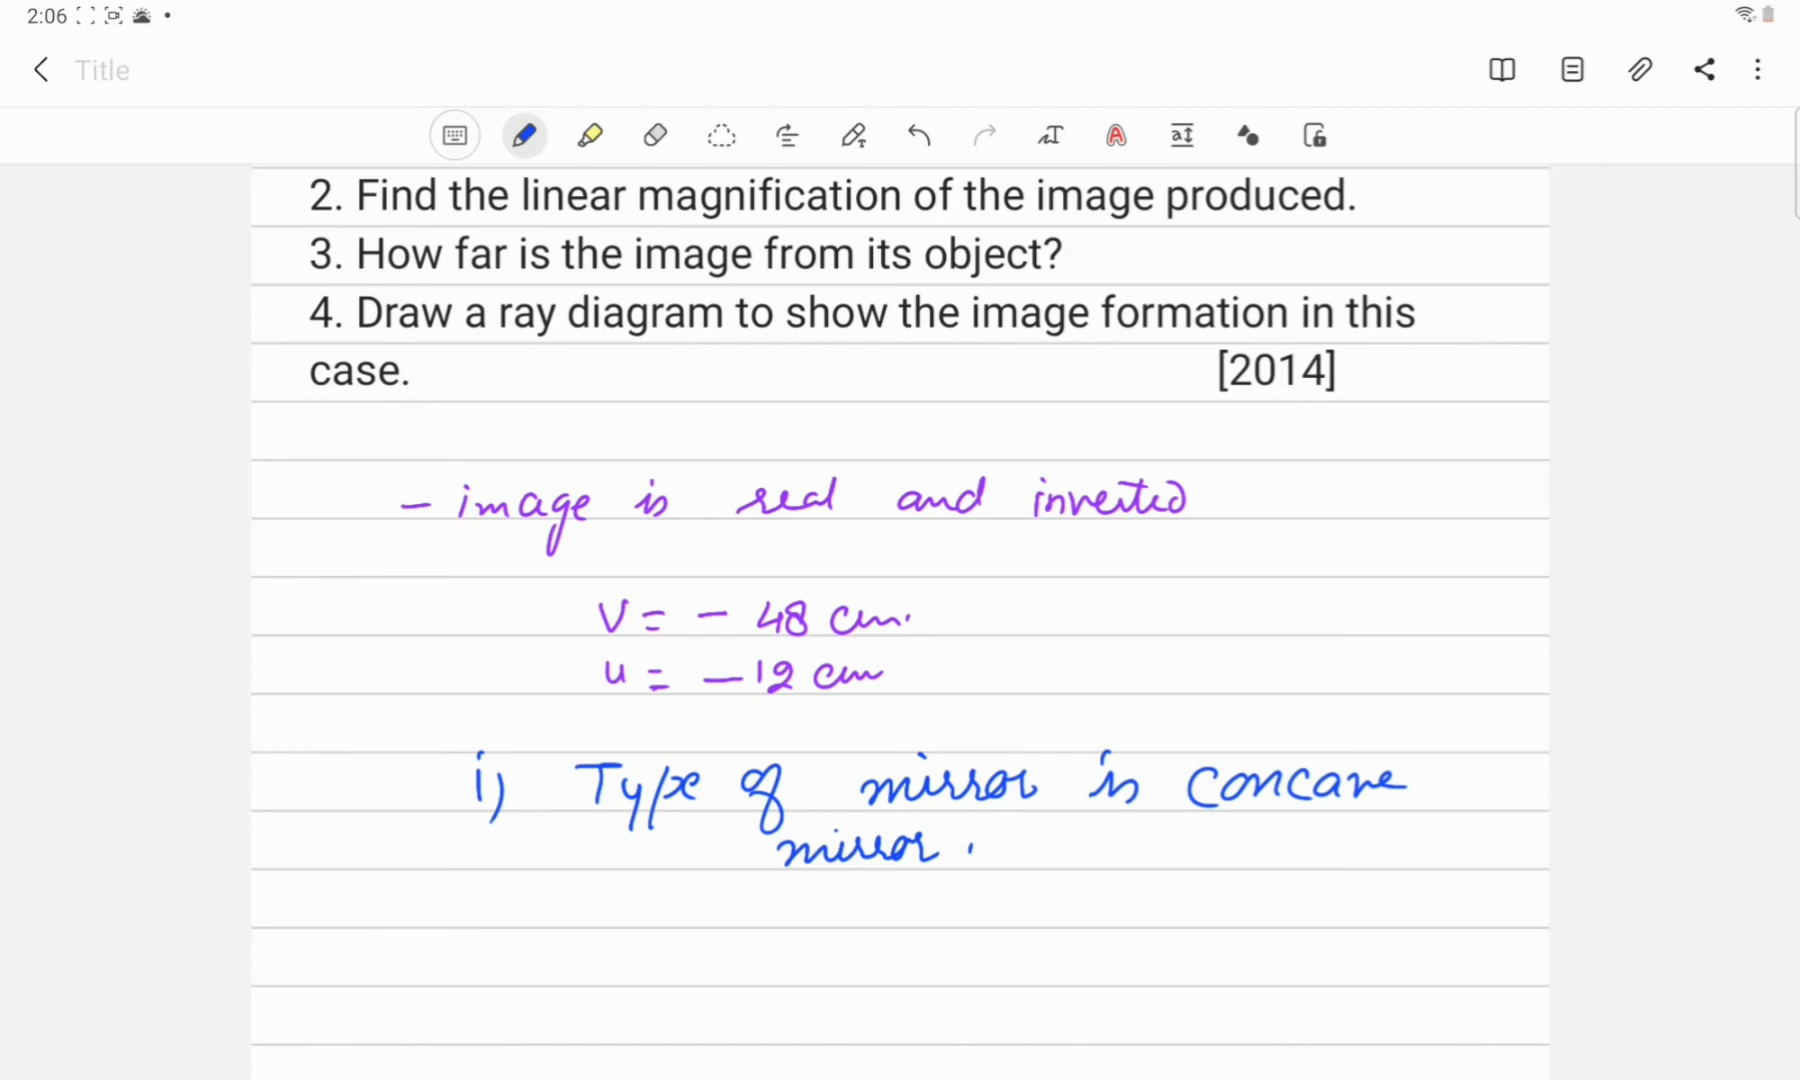 2:06
Title
2. Find the linear magnification of the image produced.
3. How far is the image from its object?
4. Draw a ray diagram to show the image formation in this
case. [2014]
- image is real and inverted
V = - 48 cm.
u = - 12 cm
i) Type of mirror is concave
mirror.